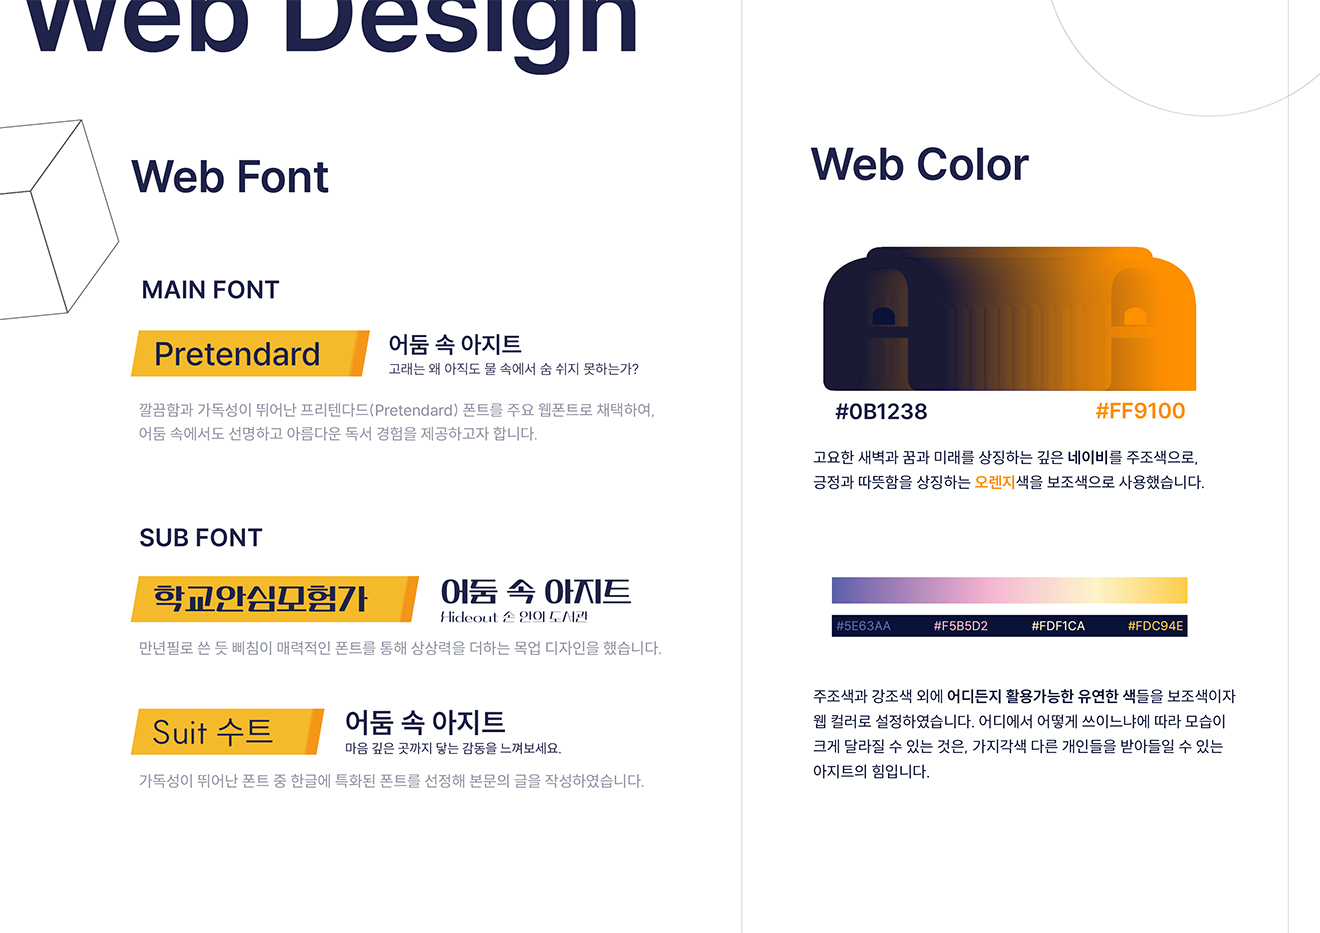 Web Design
Web Font
MAIN FONT
Pretendard
어둠 속 아지트
고래는 왜 아직도 물 속에서 숨 쉬지 못하는가?
깔끔함과 가독성이 뛰어난 프리텐다드(Pretendard) 폰트를 주요 웹폰트로 채택하여,
어둠 속에서도 선명하고 아름다운 독서 경험을 제공하고자 합니다.
SUB FONT
학교안심모험가
어둠 속 아지트
Hideout 손 안의 도서관
만년필로 쓴 듯 삐침이 매력적인 폰트를 통해 상상력을 더하는 목업 디자인을 했습니다.
Suit 수트
어둠 속 아지트
마음 깊은 곳까지 닿는 감동을 느껴보세요.
가독성이 뛰어난 폰트 중 한글에 특화된 폰트를 선정해 본문의 글을 작성하였습니다.
Web Color
#0B1238
#FF9100
고요한 새벽과 꿈과 미래를 상징하는 깊은 네이비를 주조색으로,
긍정과 따뜻함을 상징하는 오렌지색을 보조색으로 사용했습니다.
#5E63AA
#F5B5D2
#FDF1CA
#FDC94E
주조색과 강조색 외에 어디든지 활용가능한 유연한 색들을 보조색이자
웹 컬러로 설정하였습니다. 어디에서 어떻게 쓰이느냐에 따라 모습이
크게 달라질 수 있는 것은, 가지각색 다른 개인들을 받아들일 수 있는
아지트의 힘입니다.